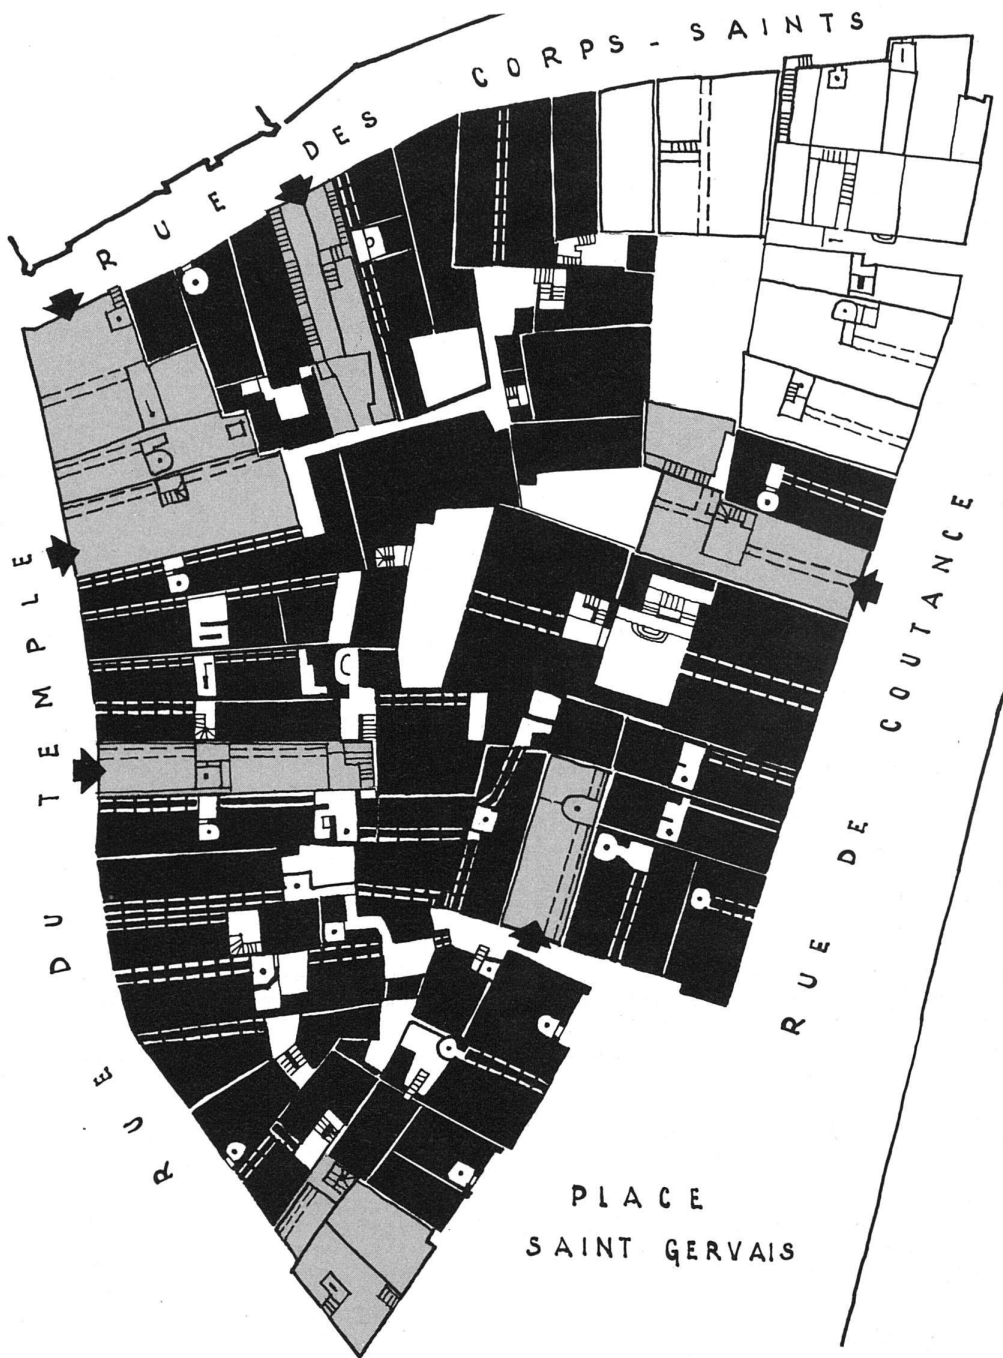 RUE DES CORPS-SAINTS
RUE DU TEMPLE
RUE DE COUTANCE
PLACE
SAINT GERVAIS